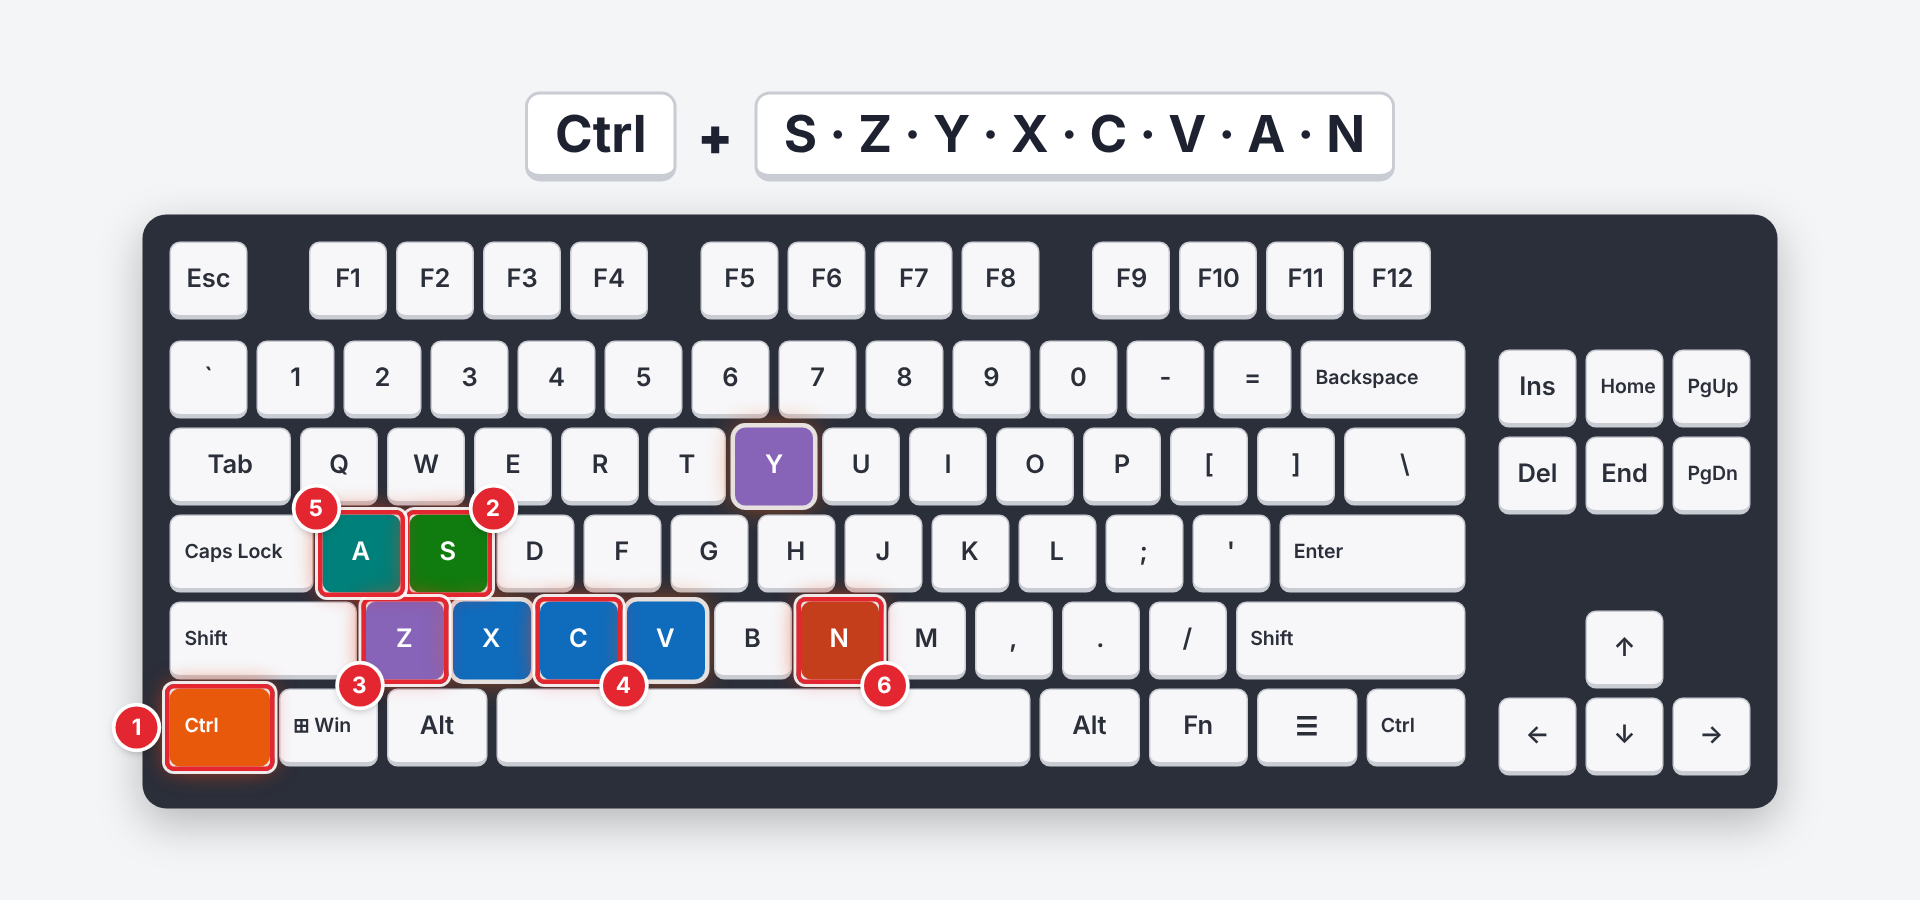 Ctrl + S · Z · Y · X · C · V · A · N
Esc F1 F2 F3 F4 F5 F6 F7 F8 F9 F10 F11 F12
` 1 2 3 4 5 6 7 8 9 0 - = Backspace
Ins Home PgUp
Tab Q W E R T Y U I O P [ ] \
Del End PgDn
5 2
Caps Lock A S D F G H J K L ; ' Enter
Shift Z X C V B N M , . / Shift
↑
3 4 6
1 Ctrl ⊞ Win Alt Alt Fn ☰ Ctrl
← ↓ →